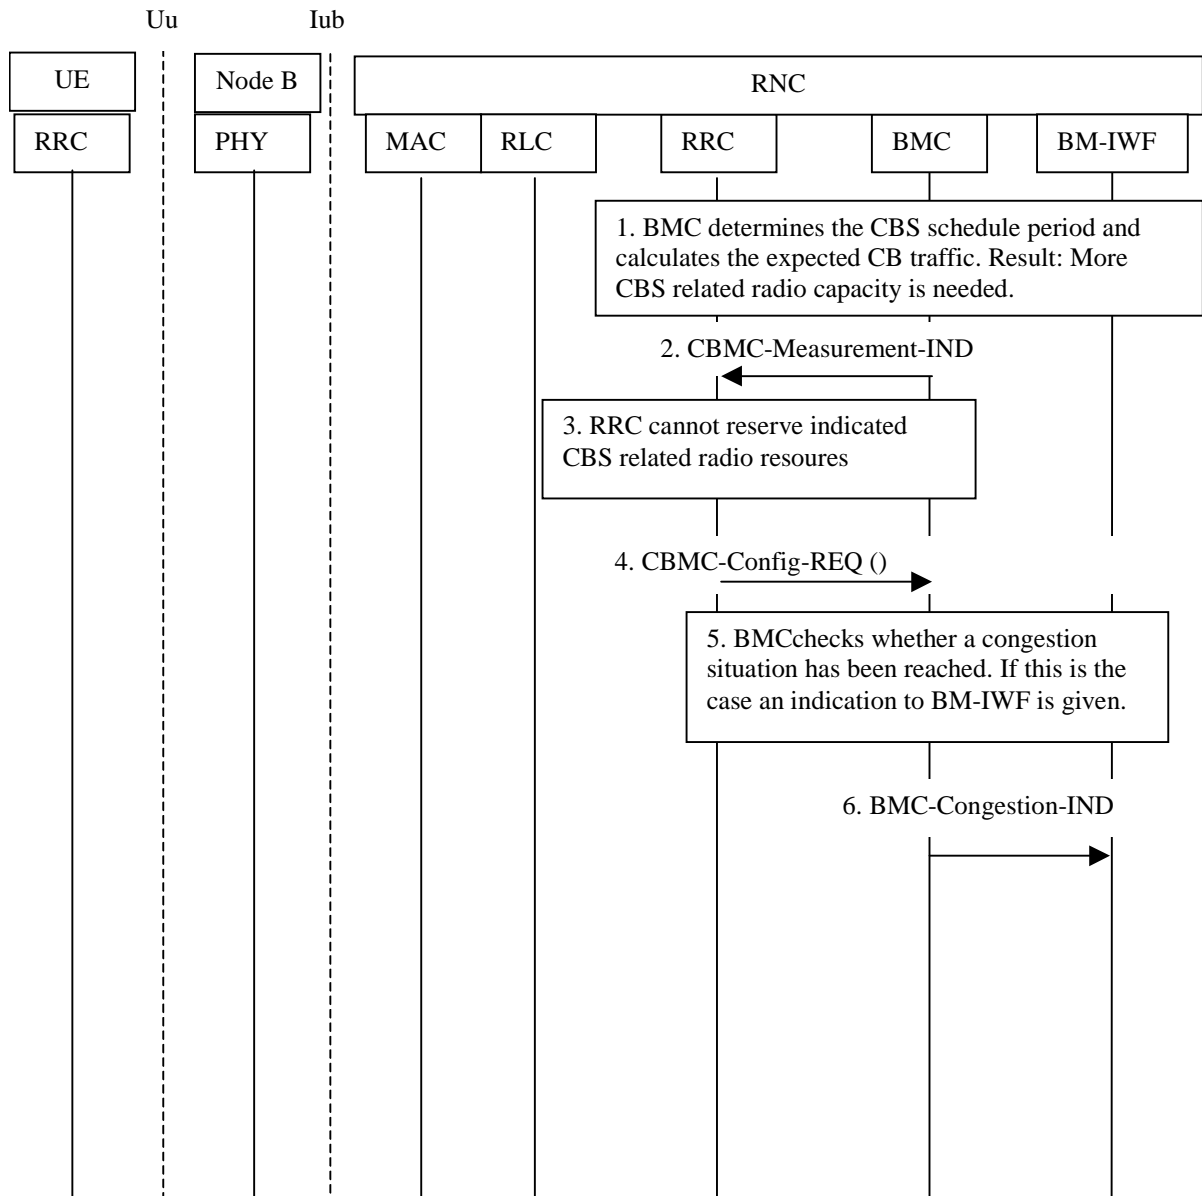 Uu Iub
UE Node B RNC
RRC PHY MAC RLC RRC BMC BM-IWF
1. BMC determines the CBS schedule period and
calculates the expected CB traffic. Result: More
CBS related radio capacity is needed.
2. CBMC-Measurement-IND
3. RRC cannot reserve indicated
CBS related radio resoures
4. CBMC-Config-REQ ()
5. BMCchecks whether a congestion
situation has been reached. If this is the
case an indication to BM-IWF is given.
6. BMC-Congestion-IND